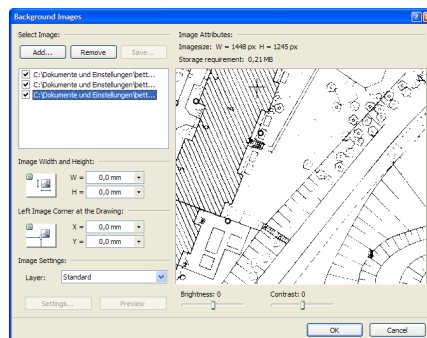 Background Images
Select Image:
Add...
Remove
Save...
C:\Dokumente und Einstellungen\bett...
C:\Dokumente und Einstellungen\bett...
C:\Dokumente und Einstellungen\bett...
Image Width and Height:
W = 0,0 mm
H = 0,0 mm
Left Image Corner at the Drawing:
X = 0,0 mm
Y = 0,0 mm
Image Settings:
Layer: Standard
Settings...
Preview
Image Attributes:
Imagesize: W = 1448 px H = 1245 px
Storage requirement: 0,21 MB
Brightness: 0
Contrast: 0
OK
Cancel